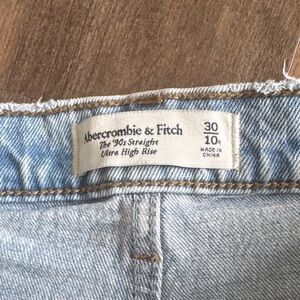 Abercrombie & Fitch
The '90s Straight
Ultra High Rise
30
10R
MADE IN
CHINA